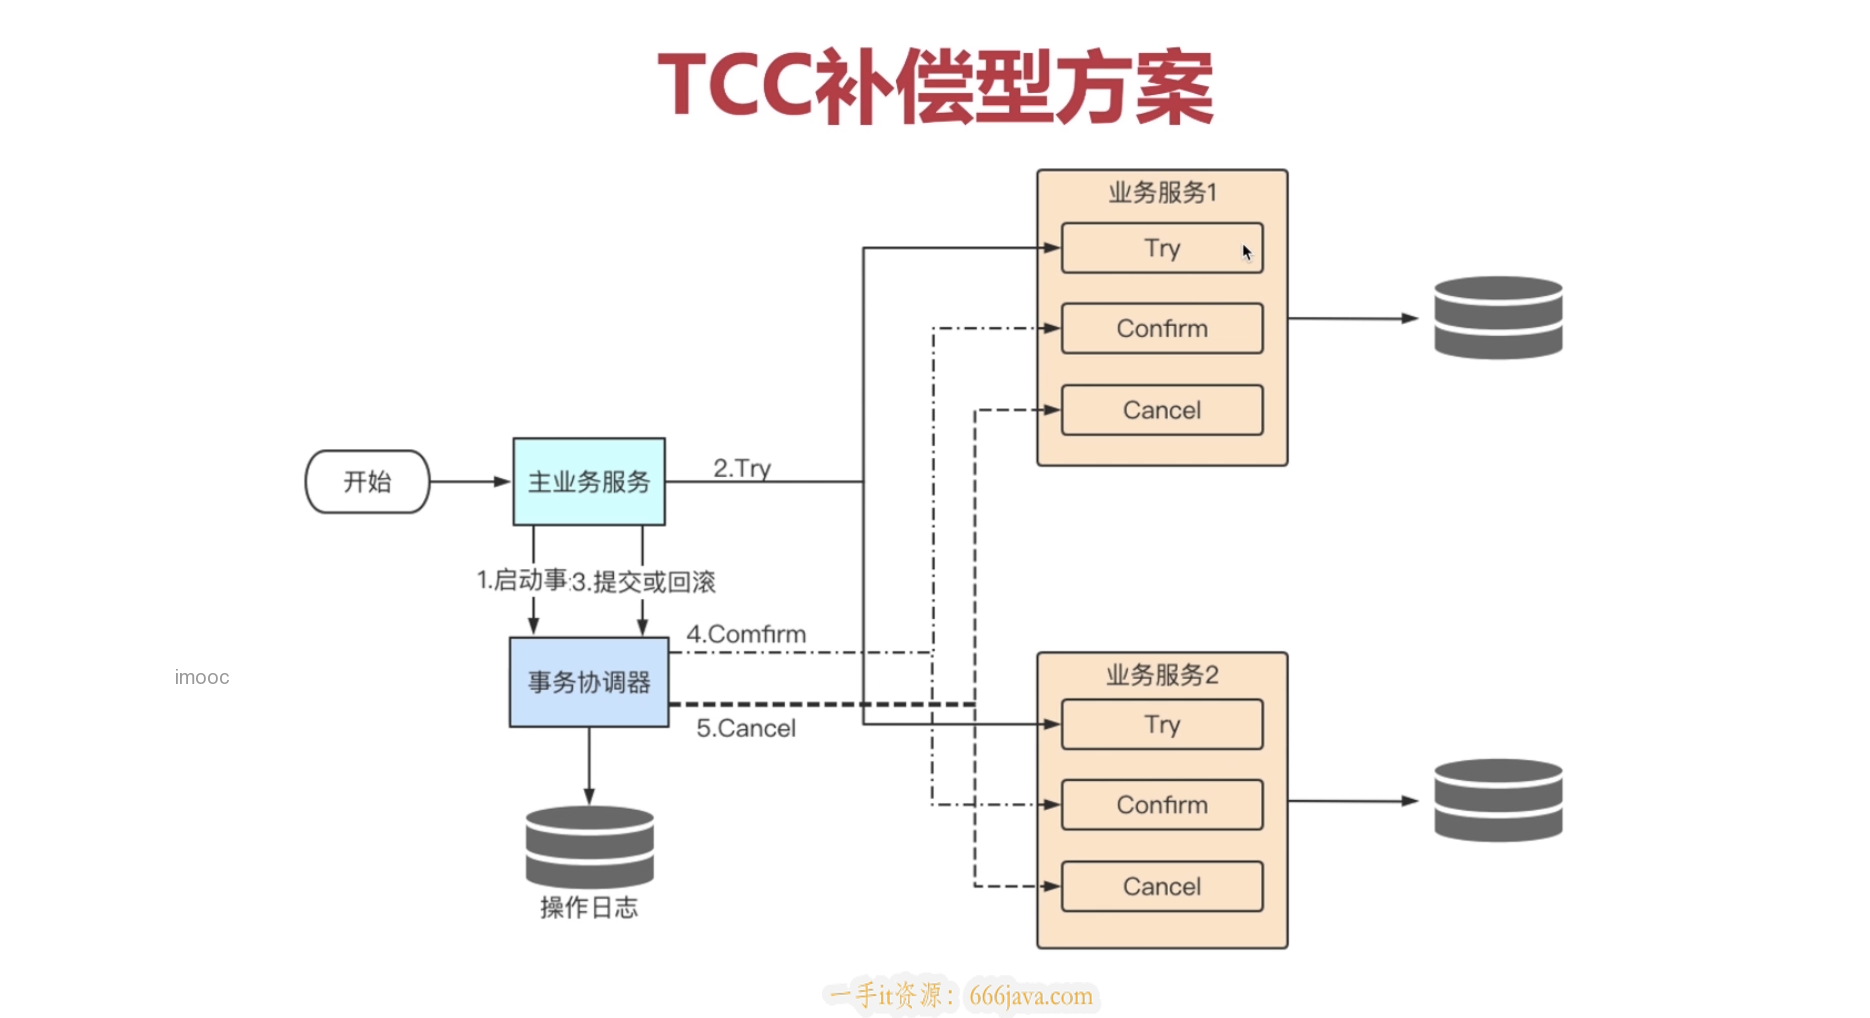 TCC补偿型方案
业务服务1
Try
Confirm
Cancel
开始
主业务服务
2.Try
1.启动事
3.提交或回滚
4.Comfirm
事务协调器
5.Cancel
操作日志
业务服务2
Try
Confirm
Cancel
imooc
一手it资源：666java.com